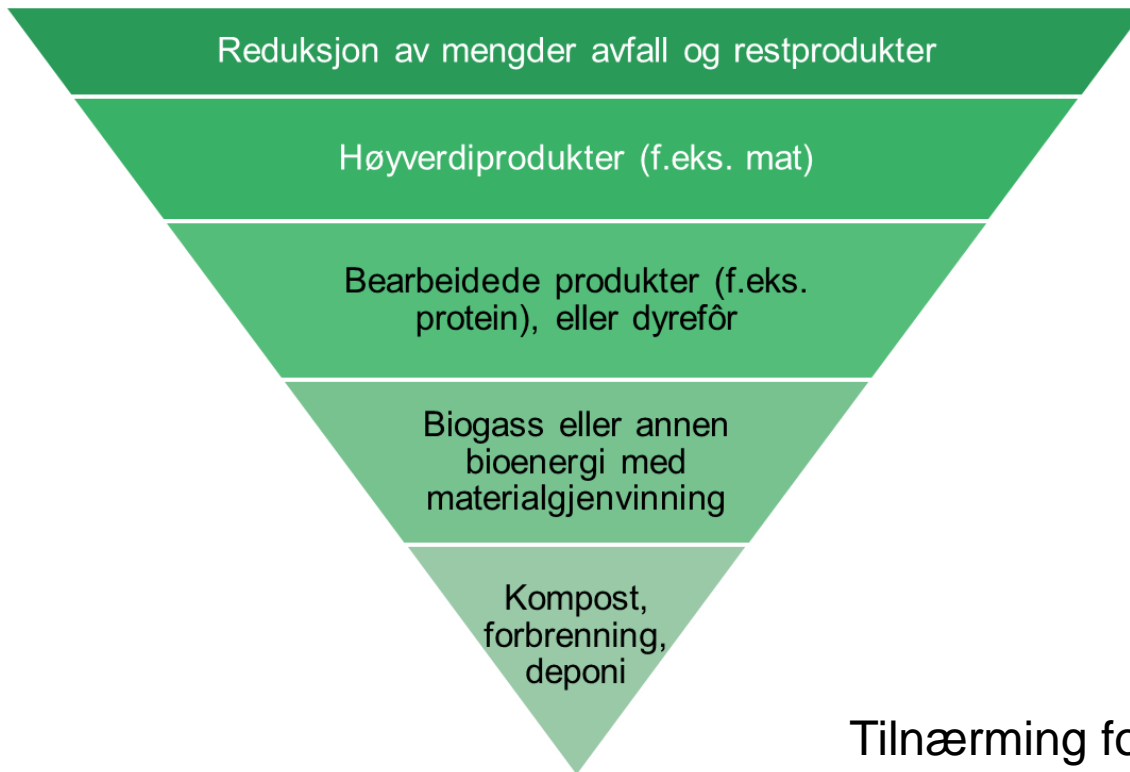 Reduksjon av mengder avfall og restprodukter
Høyverdiprodukter (f.eks. mat)
Bearbeidede produkter (f.eks.
protein), eller dyrefôr
Biogass eller annen
bioenergi med
materialgjenvinning
Kompost,
forbrenning,
deponi
Tilnærming